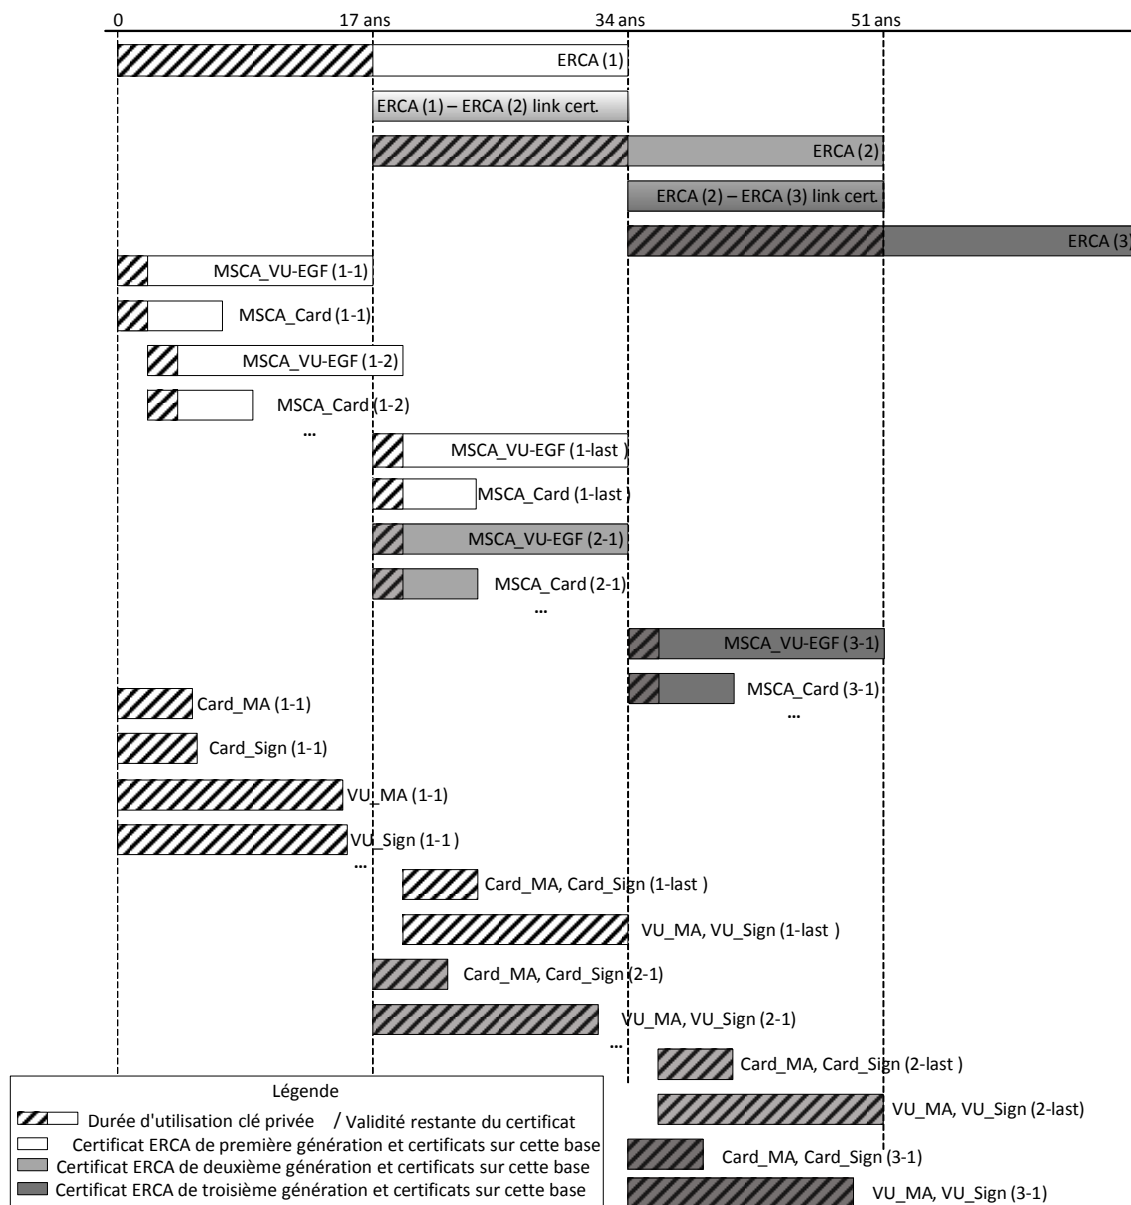 0 17 ans 34 ans 51 ans
ERCA (1)
ERCA (1) – ERCA (2) link cert.
ERCA (2)
ERCA (2) – ERCA (3) link cert.
ERCA (3)
MSCA_VU-EGF (1-1)
MSCA_Card (1-1)
MSCA_VU-EGF (1-2)
MSCA_Card (1-2)
...
MSCA_VU-EGF (1-last )
MSCA_Card (1-last )
MSCA_VU-EGF (2-1)
MSCA_Card (2-1)
...
MSCA_VU-EGF (3-1)
MSCA_Card (3-1)
...
Card_MA (1-1)
Card_Sign (1-1)
VU_MA (1-1)
VU_Sign (1-1 )
...
Card_MA, Card_Sign (1-last )
VU_MA, VU_Sign (1-last )
Card_MA, Card_Sign (2-1)
VU_MA, VU_Sign (2-1)
...
Card_MA, Card_Sign (2-last )
VU_MA, VU_Sign (2-last)
Card_MA, Card_Sign (3-1)
VU_MA, VU_Sign (3-1)
Légende
Durée d'utilisation clé privée / Validité restante du certificat
Certificat ERCA de première génération et certificats sur cette base
Certificat ERCA de deuxième génération et certificats sur cette base
Certificat ERCA de troisième génération et certificats sur cette base